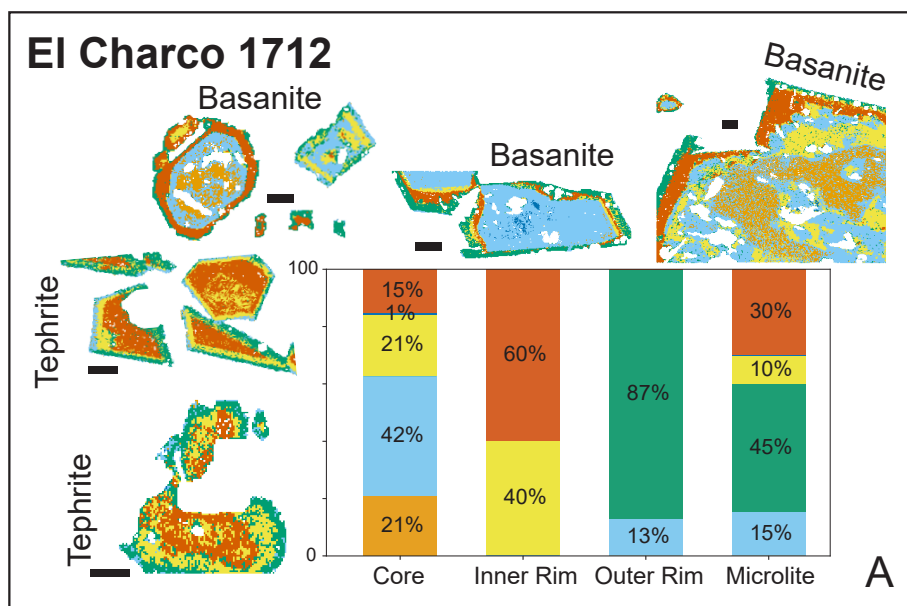 El Charco 1712
Basanite
Basanite
Basanite
Tephrite
Tephrite
100
0
15%
1%
21%
42%
21%
60%
40%
87%
13%
30%
10%
45%
15%
Core
Inner Rim
Outer Rim
Microlite
A